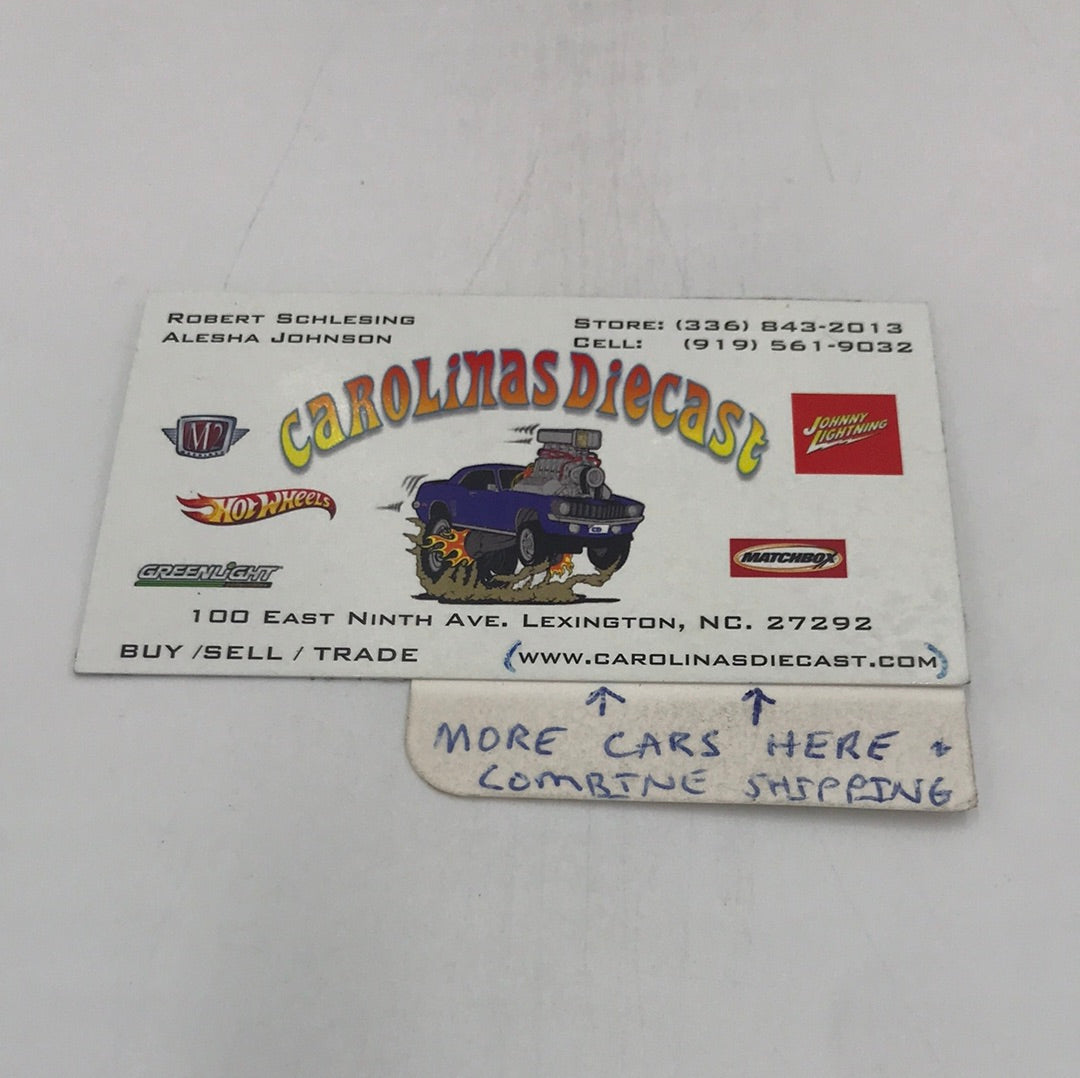 ROBERT SCHLESING
ALESHA JOHNSON
STORE: (336) 843-2013
CELL: (919) 561-9032
CAROLINAS DIECAST
M2
JOHNNY
LIGHTNING
HOT WHEELS
MATCHBOX
GREENLIGHT
100 EAST NINTH AVE. LEXINGTON, NC. 27292
BUY /SELL / TRADE
(WWW.CAROLINASDIECAST.COM)
↑ ↑
MORE CARS HERE +
COMBINE SHIPPING